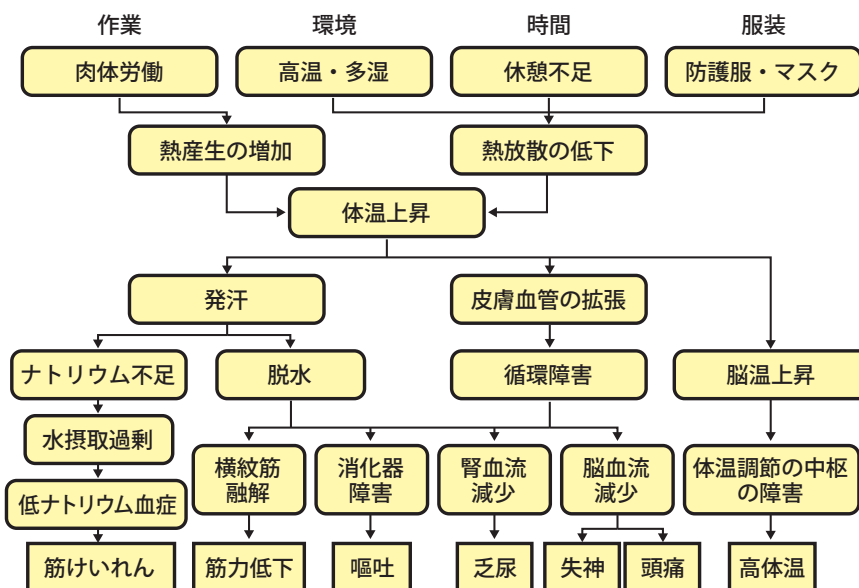 作業
環境
時間
服装
肉体労働
高温・多湿
休憩不足
防護服・マスク
熱産生の増加
熱放散の低下
体温上昇
発汗
皮膚血管の拡張
ナトリウム不足
脱水
循環障害
脳温上昇
水摂取過剰
横紋筋
融解
消化器
障害
腎血流
減少
脳血流
減少
体温調節の中枢
の障害
低ナトリウム血症
筋けいれん
筋力低下
嘔吐
乏尿
失神
頭痛
高体温